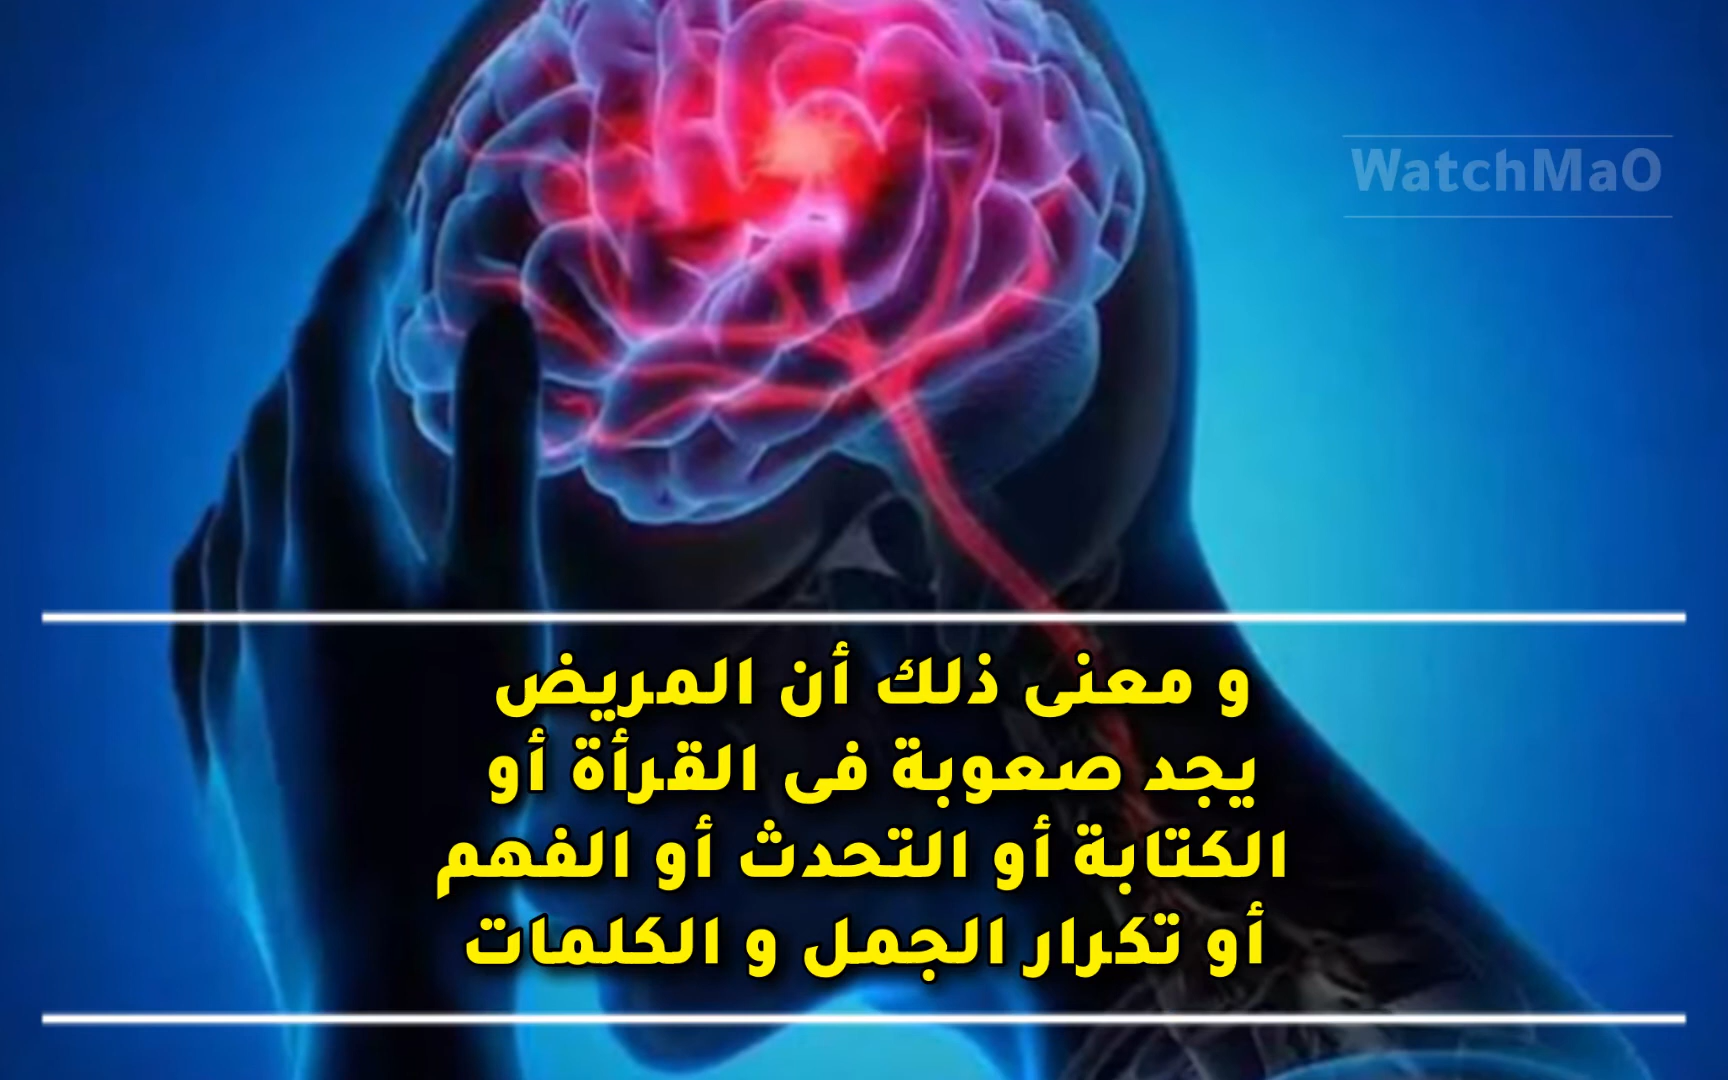 WatchMaO
و معنى ذلك أن المريض
يجد صعوبة فى القرأة أو
الكتابة أو التحدث أو الفهم
أو تكرار الجمل و الكلمات